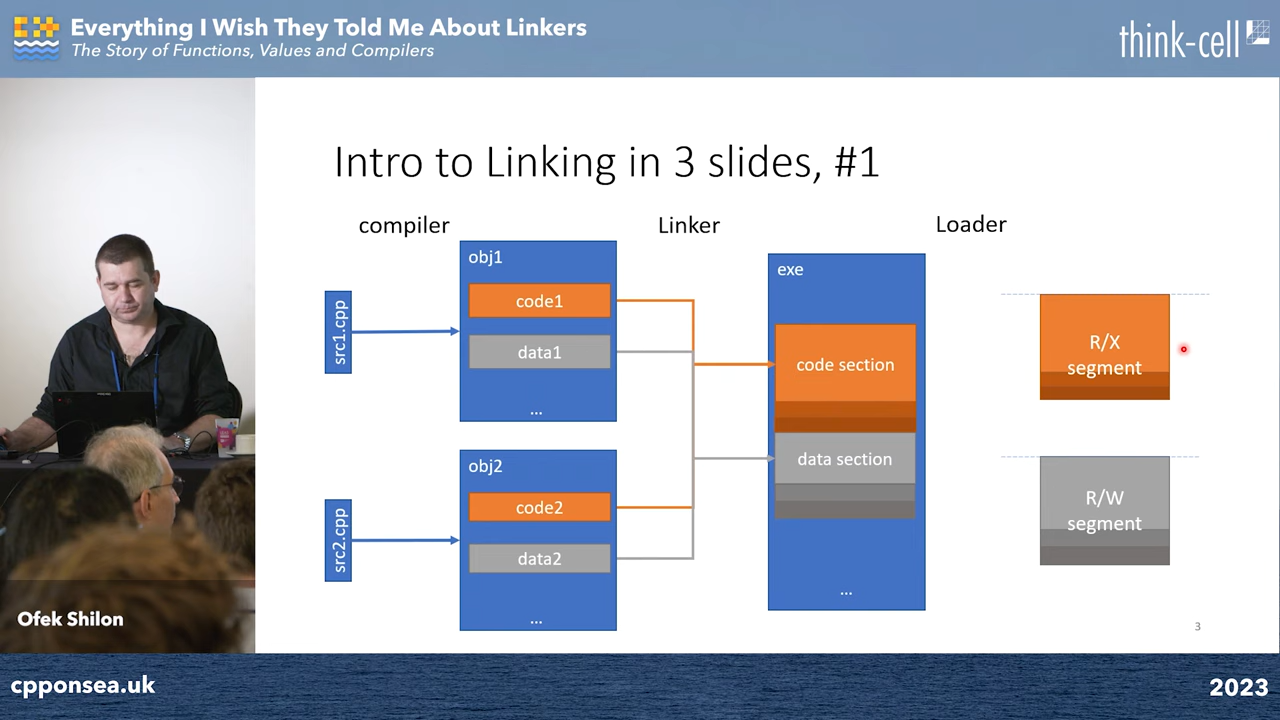 Everything I Wish They Told Me About Linkers
The Story of Functions, Values and Compilers
think-cell
Intro to Linking in 3 slides, #1
compiler
Linker
Loader
src1.cpp
obj1
code1
data1
...
src2.cpp
obj2
code2
data2
...
exe
code section
data section
...
R/X
segment
R/W
segment
3
Ofek Shilon
cpponsea.uk
2023